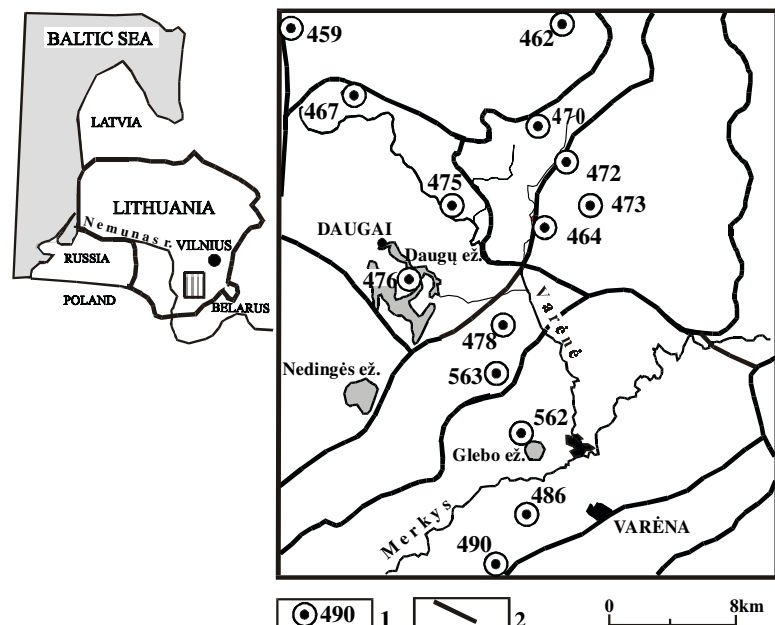 BALTIC SEA
LATVIA
LITHUANIA
Nemunas r.
VILNIUS
RUSSIA
POLAND
BELARUS
459
462
467
470
472
475
473
464
DAUGAI
Daugų ež.
476
Varėnė
478
Nedingės ež.
563
562
Glebo ež.
486
Merkys
VARĖNA
490
490 1
2
0 8km